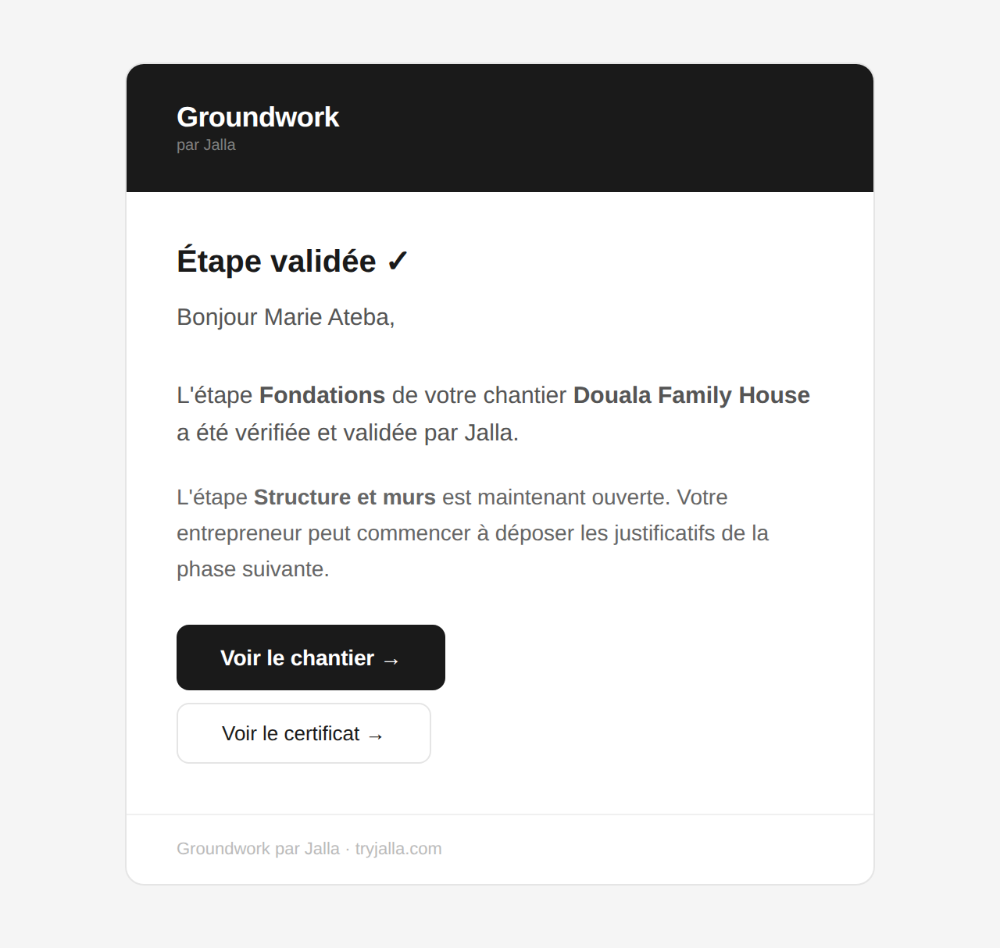 Groundwork
par Jalla
Étape validée ✓
Bonjour Marie Ateba,
L'étape Fondations de votre chantier Douala Family House
a été vérifiée et validée par Jalla.
L'étape Structure et murs est maintenant ouverte. Votre
entrepreneur peut commencer à déposer les justificatifs de la
phase suivante.
Voir le chantier →
Voir le certificat →
Groundwork par Jalla · tryjalla.com